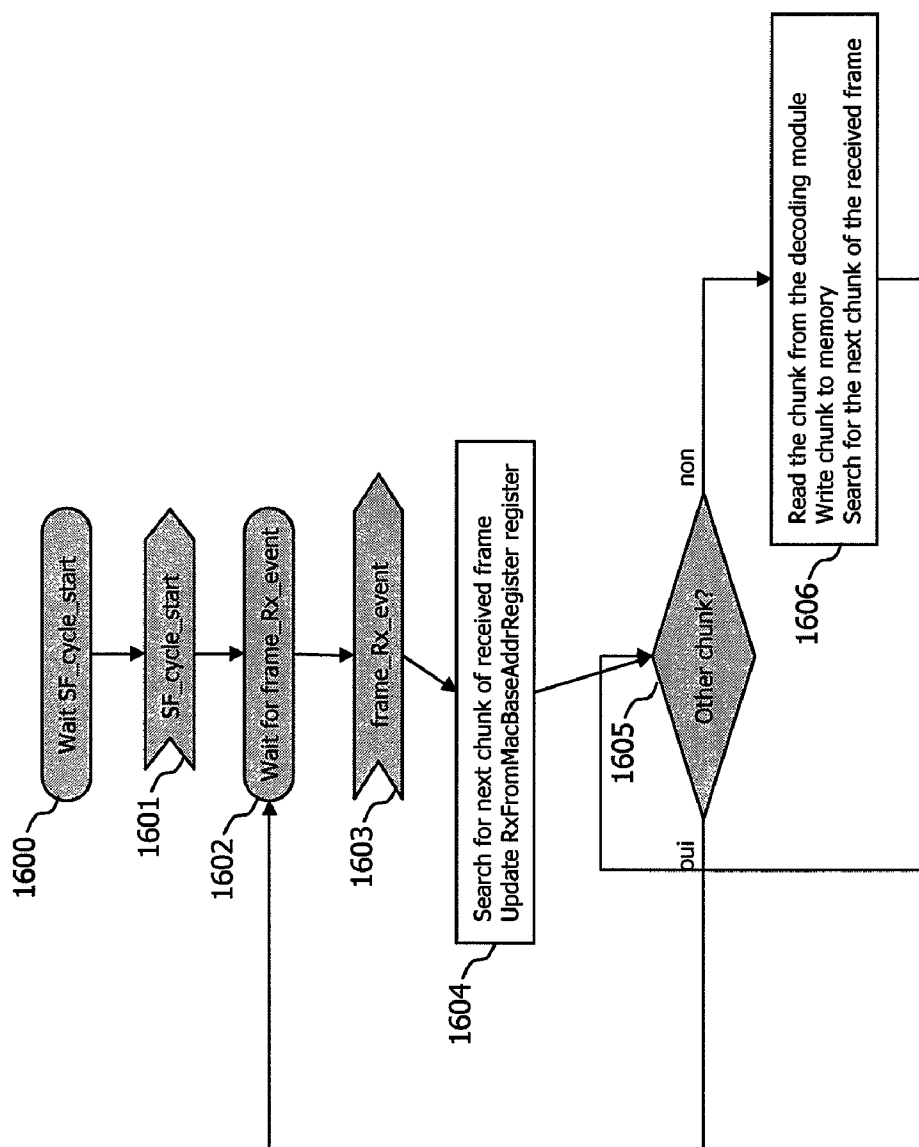 1600
Wait SF_cycle_start
1601
SF_cycle_start
1602
Wait for frame_Rx_event
1603
frame_Rx_event
1604
Search for next chunk of received frame
Update RxFromMacBaseAddrRegister register
1605
Other chunk?
oui
non
1606
Read the chunk from the decoding module
Write chunk to memory
Search for the next chunk of the received frame